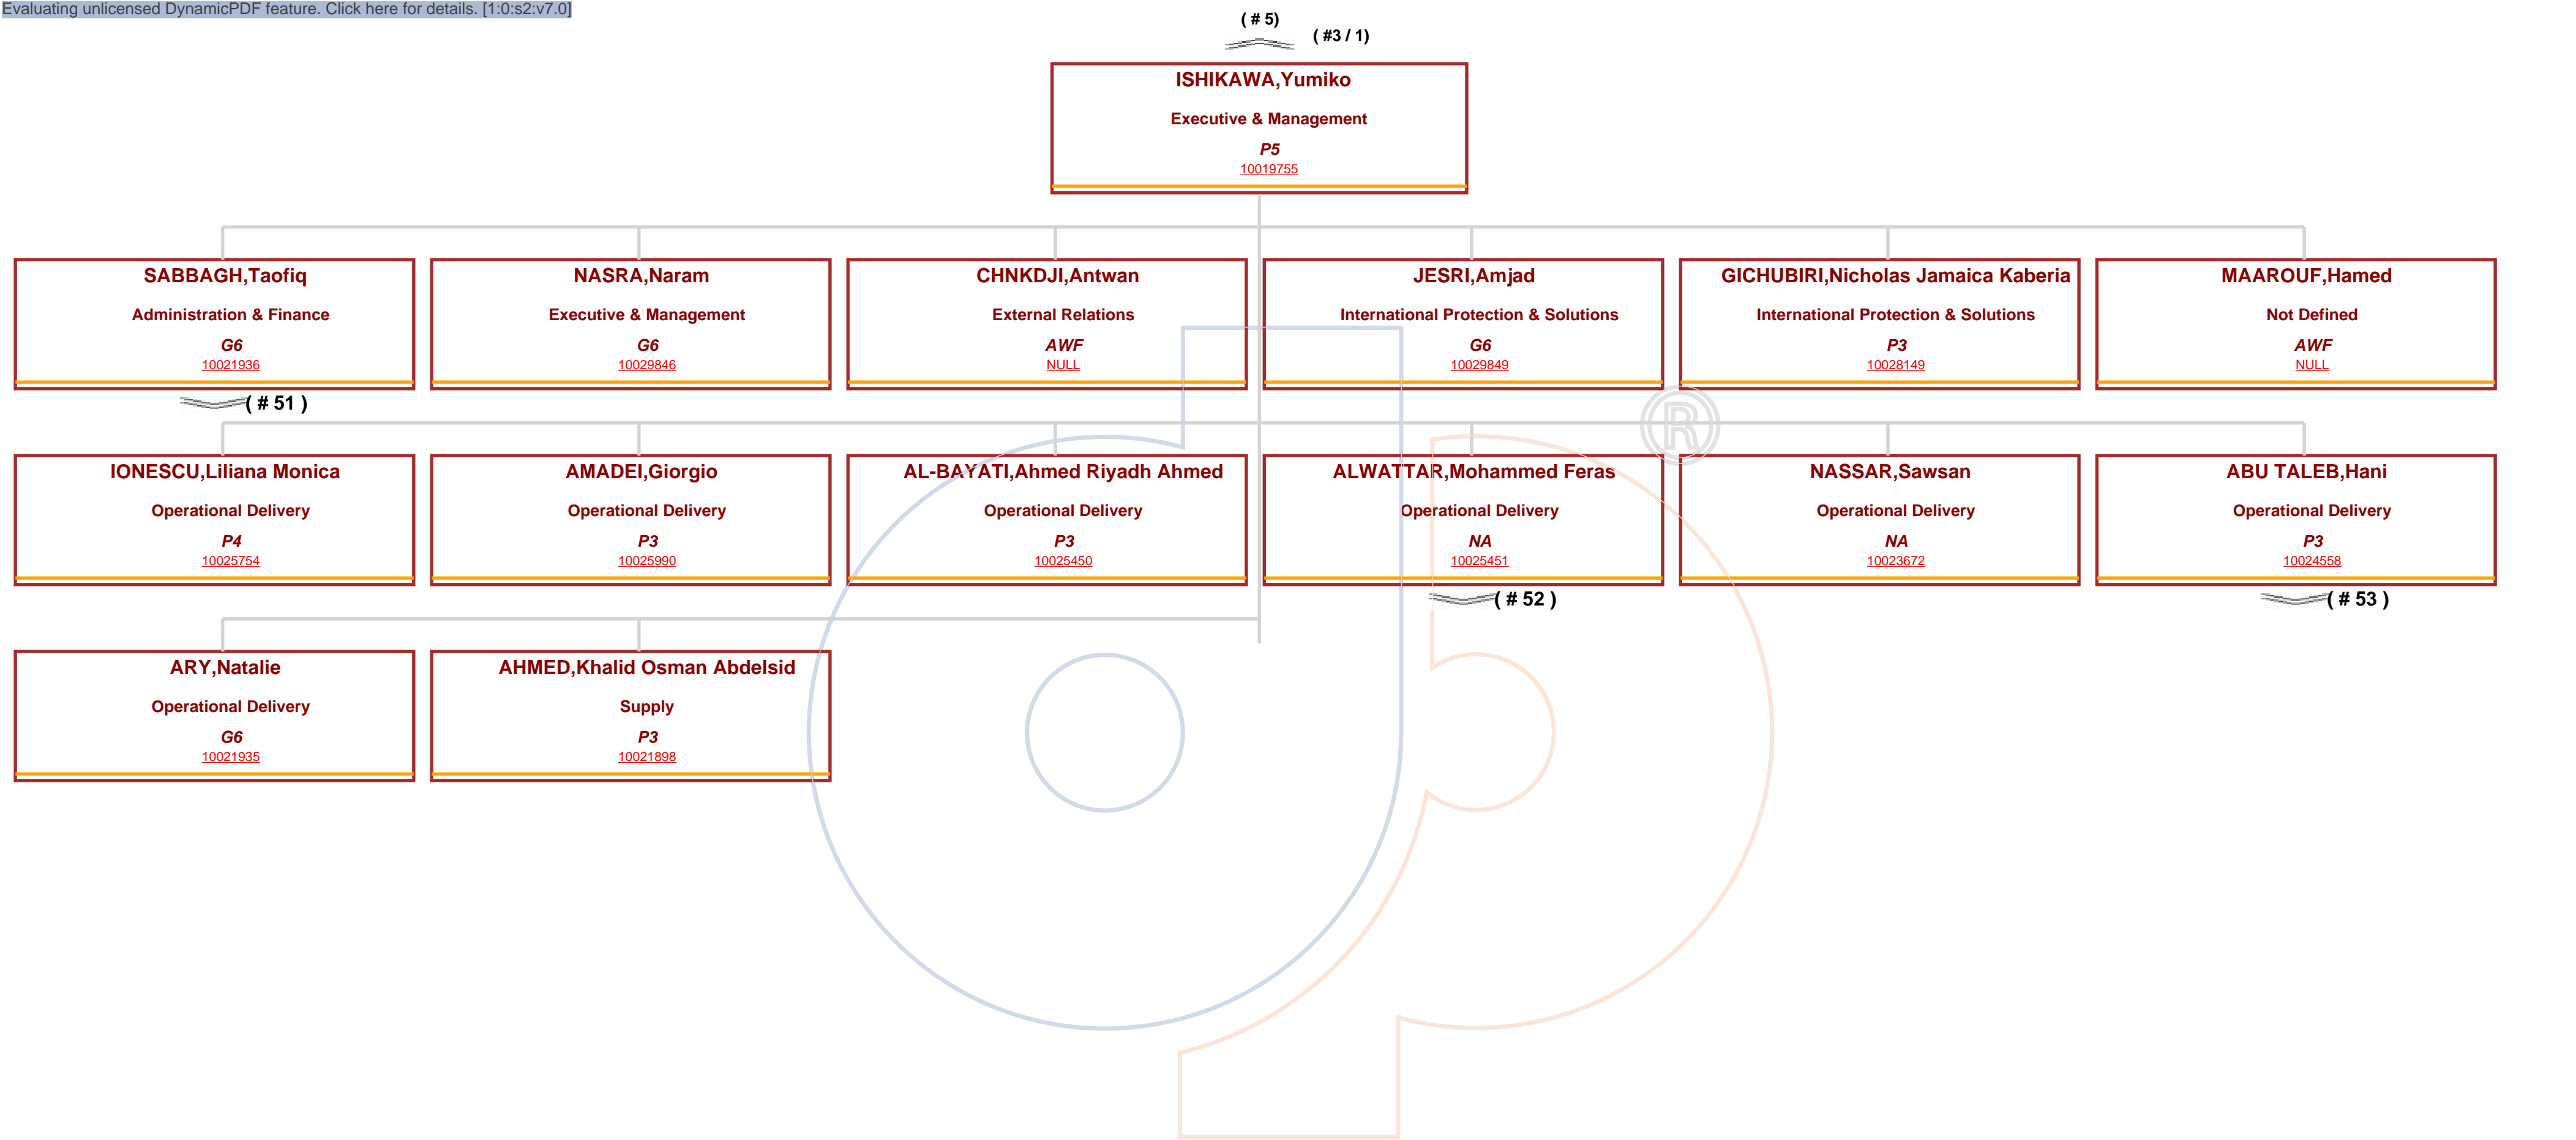 Evaluating unlicensed DynamicPDF feature. Click here for details. [1:0:s2:v7.0]
( # 5)
( #3 / 1)
ISHIKAWA,Yumiko
Executive & Management
P5
10019755
SABBAGH,Taofiq
Administration & Finance
G6
10021936
( # 51 )
NASRA,Naram
Executive & Management
G6
10029846
CHNKDJI,Antwan
External Relations
AWF
NULL
JESRI,Amjad
International Protection & Solutions
G6
10029849
GICHUBIRI,Nicholas Jamaica Kaberia
International Protection & Solutions
P3
10028149
MAAROUF,Hamed
Not Defined
AWF
NULL
IONESCU,Liliana Monica
Operational Delivery
P4
10025754
AMADEI,Giorgio
Operational Delivery
P3
10025990
AL-BAYATI,Ahmed Riyadh Ahmed
Operational Delivery
P3
10025450
ALWATTAR,Mohammed Feras
Operational Delivery
NA
10025451
( # 52 )
NASSAR,Sawsan
Operational Delivery
NA
10023672
ABU TALEB,Hani
Operational Delivery
P3
10024558
( # 53 )
ARY,Natalie
Operational Delivery
G6
10021935
AHMED,Khalid Osman Abdelsid
Supply
P3
10021898
®